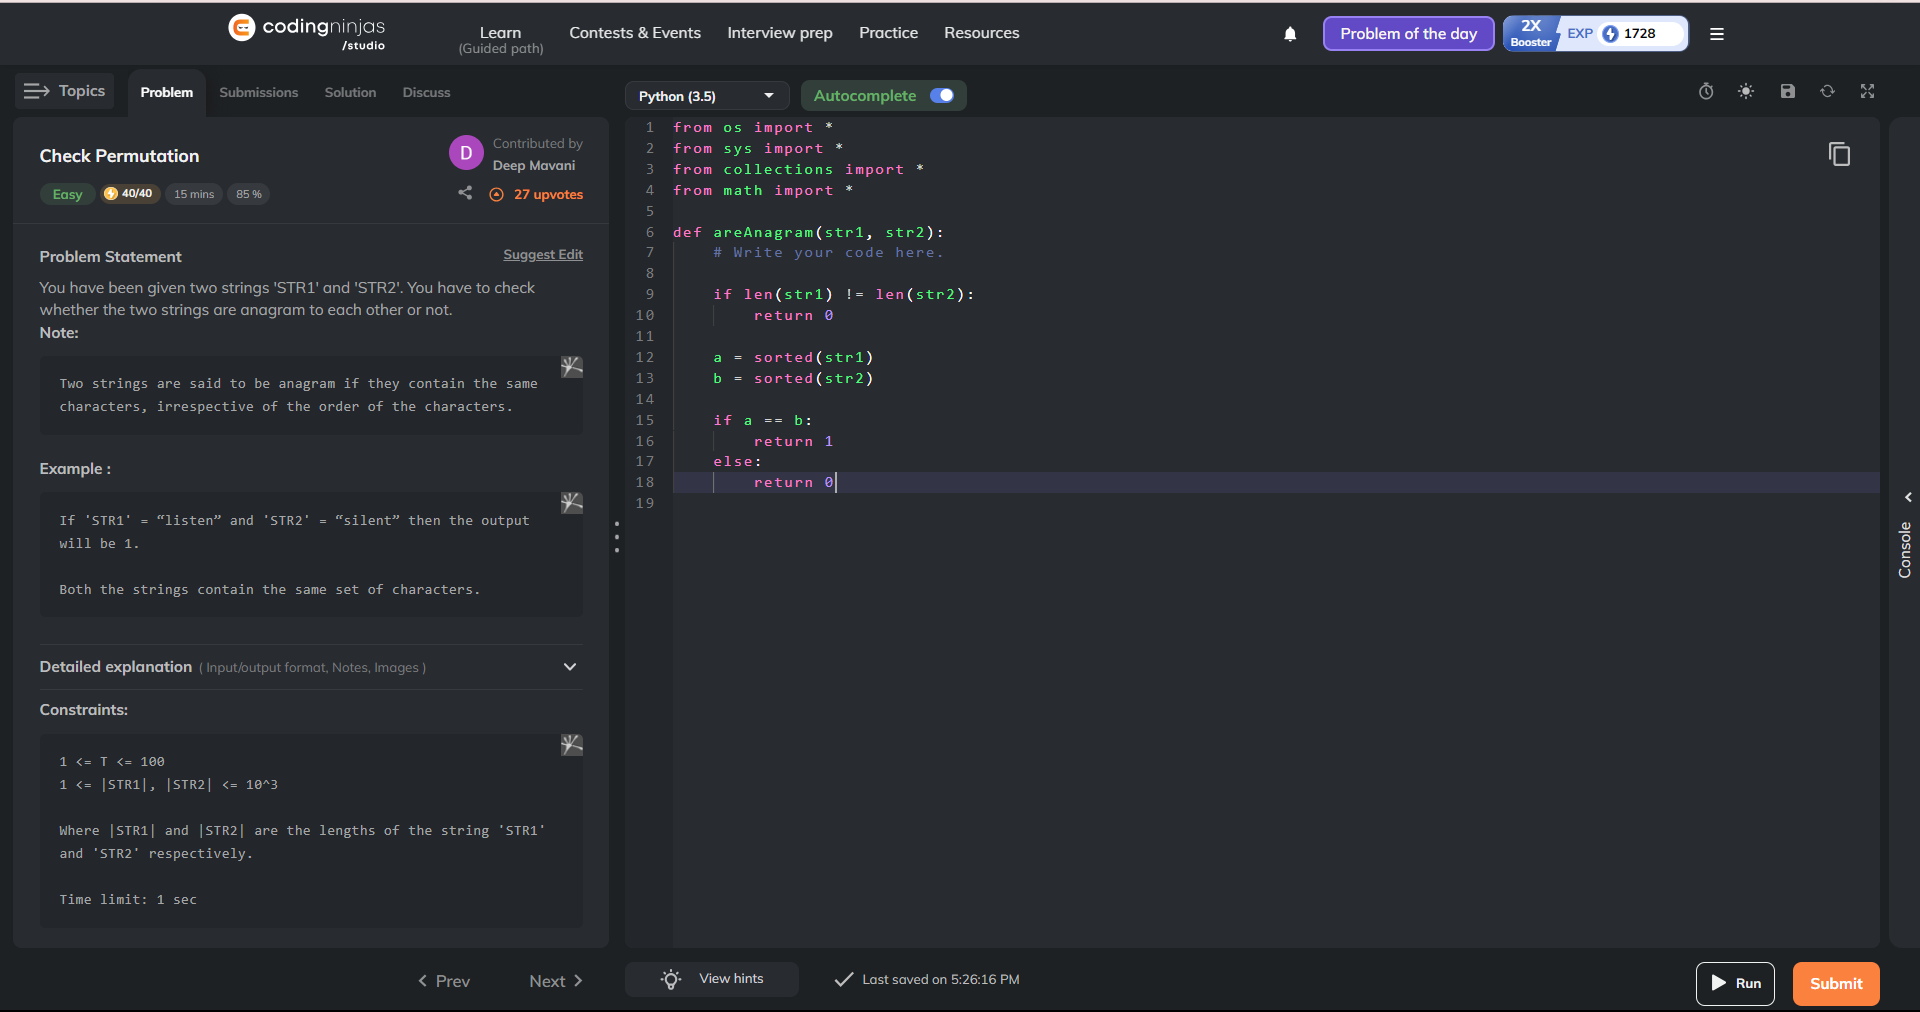 codingninjas
/studio
Learn
(Guided path)
Contests & Events
Interview prep
Practice
Resources
Problem of the day
2X
Booster
EXP
1728
Topics
Problem
Submissions
Solution
Discuss
Python (3.5)
Autocomplete
Check Permutation
D
Contributed by
Deep Mavani
Easy
40/40
15 mins
85 %
27 upvotes
Problem Statement
Suggest Edit
You have been given two strings 'STR1' and 'STR2'. You have to check
whether the two strings are anagram to each other or not.
Note:
Two strings are said to be anagram if they contain the same
characters, irrespective of the order of the characters.
Example :
If 'STR1' = “listen” and 'STR2' = “silent” then the output
will be 1.
Both the strings contain the same set of characters.
Detailed explanation ( Input/output format, Notes, Images )
Constraints:
1 <= T <= 100
1 <= |STR1|, |STR2| <= 10^3
Where |STR1| and |STR2| are the lengths of the string 'STR1'
and 'STR2' respectively.
Time limit: 1 sec
Prev
Next
1 from os import *
2 from sys import *
3 from collections import *
4 from math import *
5
6 def areAnagram(str1, str2):
7 # Write your code here.
8
9 if len(str1) != len(str2):
10 return 0
11
12 a = sorted(str1)
13 b = sorted(str2)
14
15 if a == b:
16 return 1
17 else:
18 return 0
19
Console
View hints
Last saved on 5:26:16 PM
Run
Submit